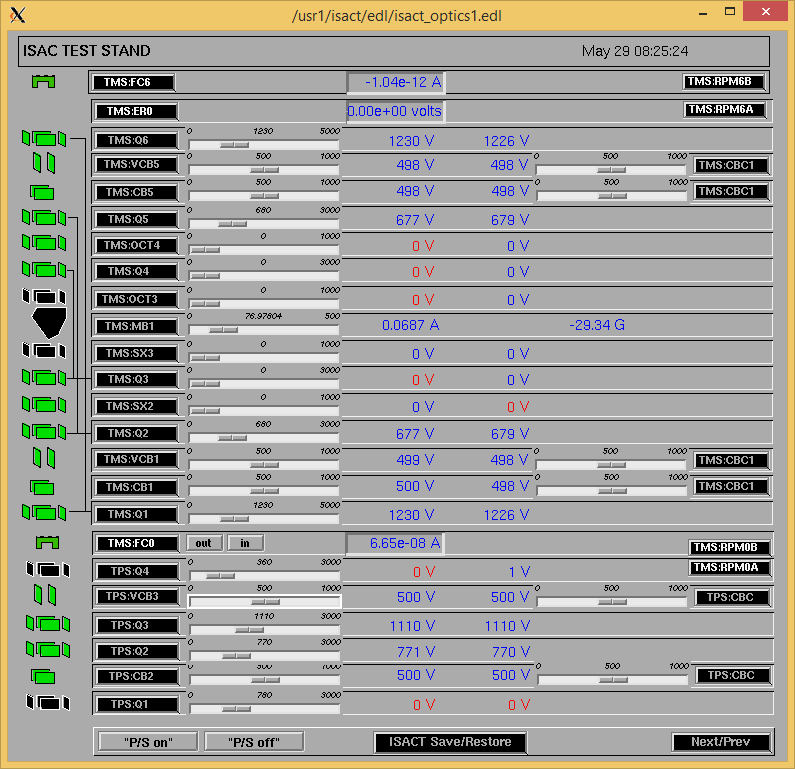 /usr1/isact/edl/isact_optics1.edl
ISAC TEST STAND May 29 08:25:24
TMS:FC6 -1.04e-12 A TMS:RPM6B
TMS:ER0 0.00e+00 volts TMS:RPM6A
TMS:Q6 0 1230 5000 1230 V 1226 V
TMS:VCB5 0 500 1000 498 V 498 V 0 500 1000 TMS:CBC1
TMS:CB5 0 500 1000 498 V 498 V 0 500 1000 TMS:CBC1
TMS:Q5 0 680 3000 677 V 679 V
TMS:OCT4 0 0 1000 0 V 0 V
TMS:Q4 0 0 3000 0 V 0 V
TMS:OCT3 0 0 1000 0 V 0 V
TMS:MB1 0 76.97804 500 0.0687 A -29.34 G
TMS:SX3 0 0 1000 0 V 0 V
TMS:Q3 0 0 3000 0 V 0 V
TMS:SX2 0 0 1000 0 V 0 V
TMS:Q2 0 680 3000 677 V 679 V
TMS:VCB1 0 500 1000 499 V 498 V 0 500 1000 TMS:CBC1
TMS:CB1 0 500 1000 500 V 498 V 0 500 1000 TMS:CBC1
TMS:Q1 0 1230 5000 1230 V 1226 V
TMS:FC0 out in 6.65e-08 A TMS:RPM0B
TPS:Q4 0 360 3000 0 V 1 V TMS:RPM0A
TPS:VCB3 0 500 1000 500 V 500 V 0 500 1000 TPS:CBC
TPS:Q3 0 1110 3000 1110 V 1110 V
TPS:Q2 0 770 3000 771 V 770 V
TPS:CB2 0 500 1000 500 V 500 V 0 500 1000 TPS:CBC
TPS:Q1 0 780 3000 0 V 0 V
"P/S on" "P/S off" ISACT Save/Restore Next/Prev